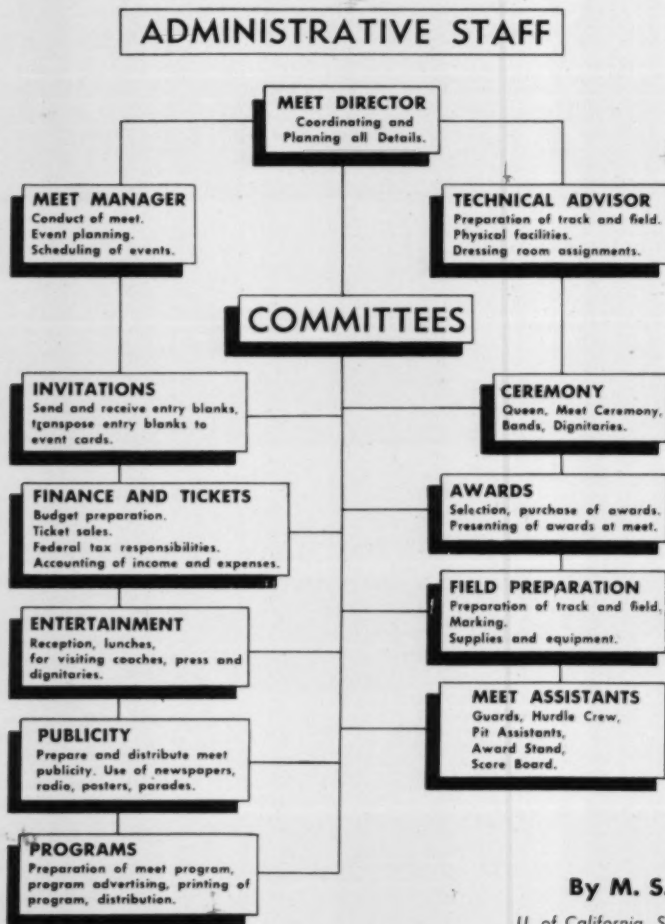 ADMINISTRATIVE STAFF
MEET DIRECTOR
Coordinating and
Planning all Details.
MEET MANAGER
Conduct of meet.
Event planning.
Scheduling of events.
TECHNICAL ADVISOR
Preparation of track and field.
Physical facilities.
Dressing room assignments.
COMMITTEES
INVITATIONS
Send and receive entry blanks,
transpose entry blanks to
event cards.
FINANCE AND TICKETS
Budget preparation.
Ticket sales.
Federal tax responsibilities.
Accounting of income and expenses.
ENTERTAINMENT
Reception, lunches,
for visiting coaches, press and
dignitaries.
PUBLICITY
Prepare and distribute meet
publicity. Use of newspapers,
radio, posters, parades.
PROGRAMS
Preparation of meet program,
program advertising, printing of
program, distribution.
CEREMONY
Queen, Meet Ceremony,
Bands, Dignitaries.
AWARDS
Selection, purchase of awards.
Presenting of awards at meet.
FIELD PREPARATION
Preparation of track and field,
Marking.
Supplies and equipment.
MEET ASSISTANTS
Guards, Hurdle Crew,
Pit Assistants,
Award Stand,
Score Board.
By M. S.
U. of California, S